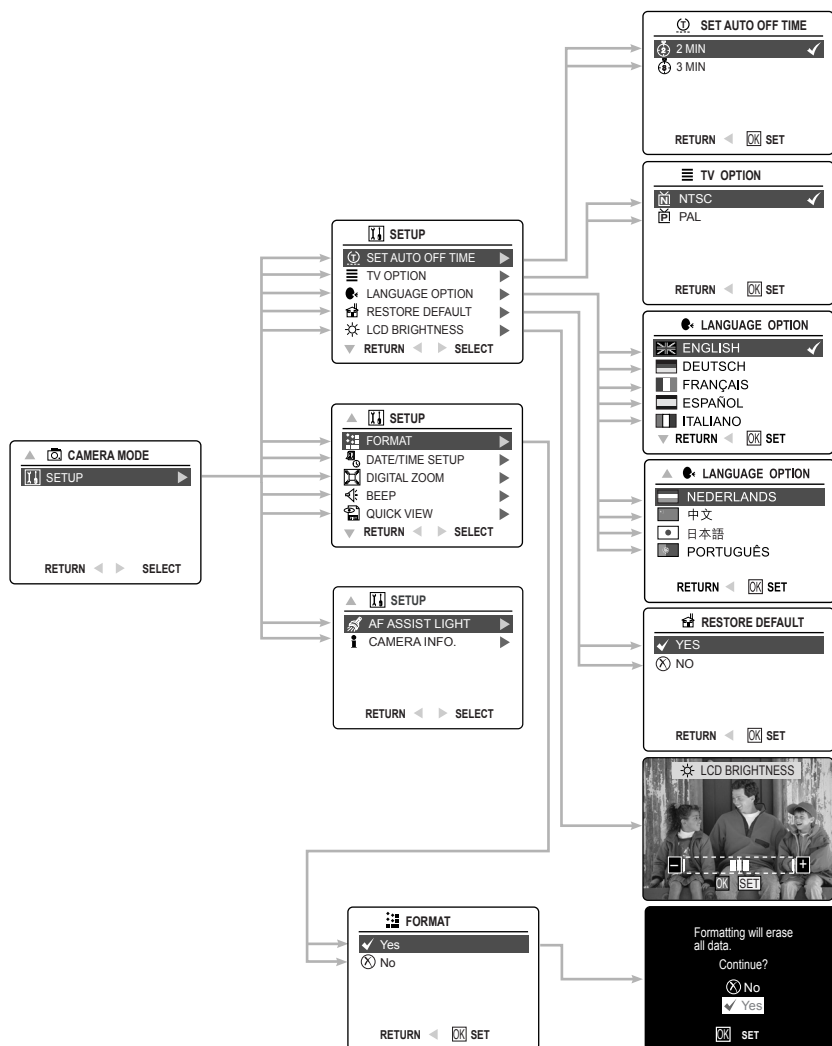 CAMERA MODE
SETUP
RETURN SELECT
SETUP
SET AUTO OFF TIME
TV OPTION
LANGUAGE OPTION
RESTORE DEFAULT
LCD BRIGHTNESS
RETURN SELECT
SETUP
FORMAT
DATE/TIME SETUP
DIGITAL ZOOM
BEEP
QUICK VIEW
RETURN SELECT
SETUP
AF ASSIST LIGHT
CAMERA INFO.
RETURN SELECT
FORMAT
Yes
No
RETURN OK SET
SET AUTO OFF TIME
2 MIN
3 MIN
RETURN OK SET
TV OPTION
N NTSC
P PAL
RETURN OK SET
LANGUAGE OPTION
ENGLISH
DEUTSCH
FRANÇAIS
ESPAÑOL
ITALIANO
RETURN OK SET
LANGUAGE OPTION
NEDERLANDS
中文
日本語
PORTUGUÊS
RETURN OK SET
RESTORE DEFAULT
YES
NO
RETURN OK SET
LCD BRIGHTNESS
OK SET
Formatting will erase
all data.
Continue?
No
Yes
OK SET